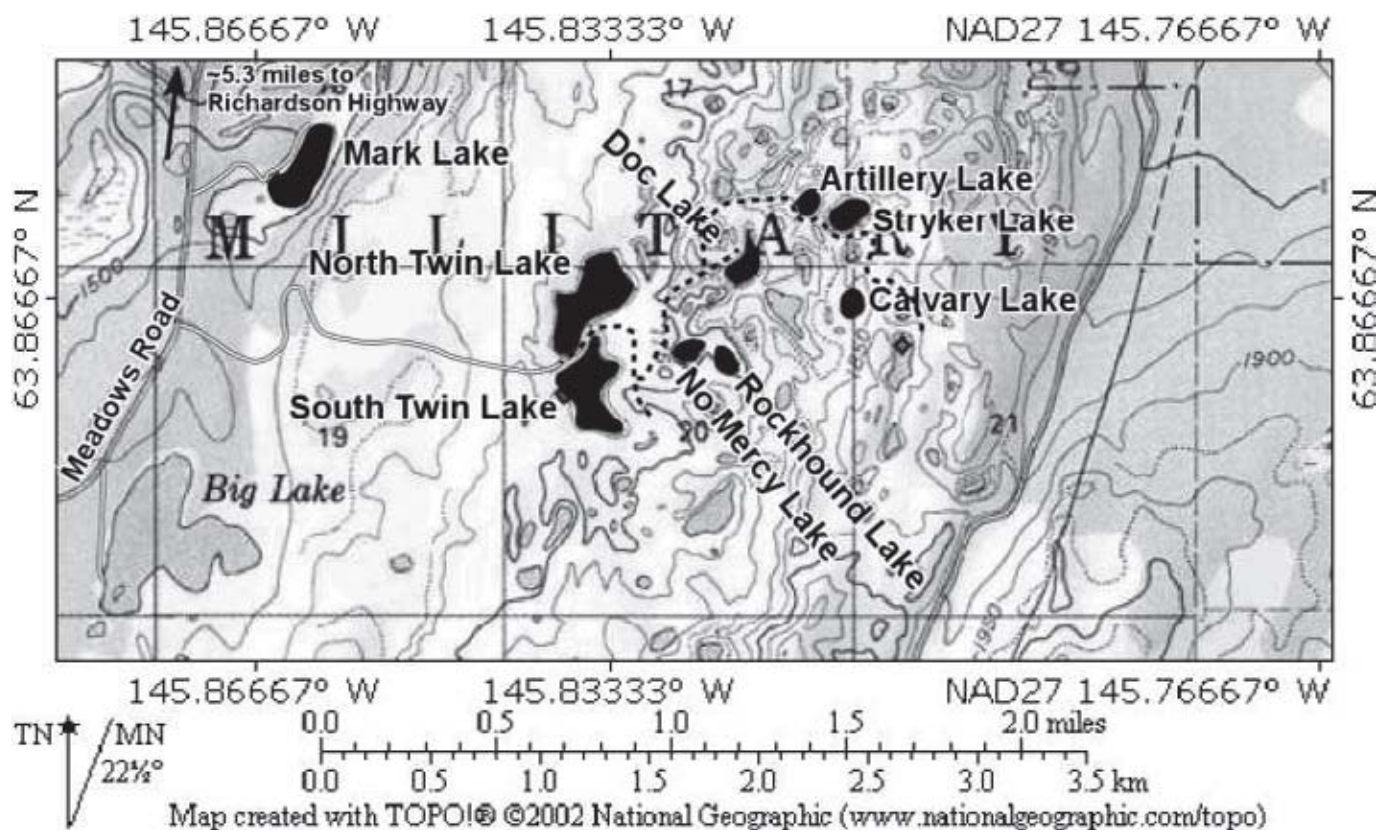 145.86667° W 145.83333° W NAD27 145.76667° W
~5.3 miles to
Richardson Highway
17
Mark Lake
Doc Lake
Artillery Lake
Stryker Lake
M I L I T A R Y
North Twin Lake
63.86667° N
63.86667° N
1500
Calvary Lake
Meadows Road
1900
South Twin Lake
19
20
21
No Mercy Lake
Rockhound Lake
Big Lake
1950
145.86667° W 145.83333° W NAD27 145.76667° W
TN MN
22½°
0.0 0.5 1.0 1.5 2.0 miles
0.0 0.5 1.0 1.5 2.0 2.5 3.0 3.5 km
Map created with TOPO!® ©2002 National Geographic (www.nationalgeographic.com/topo)